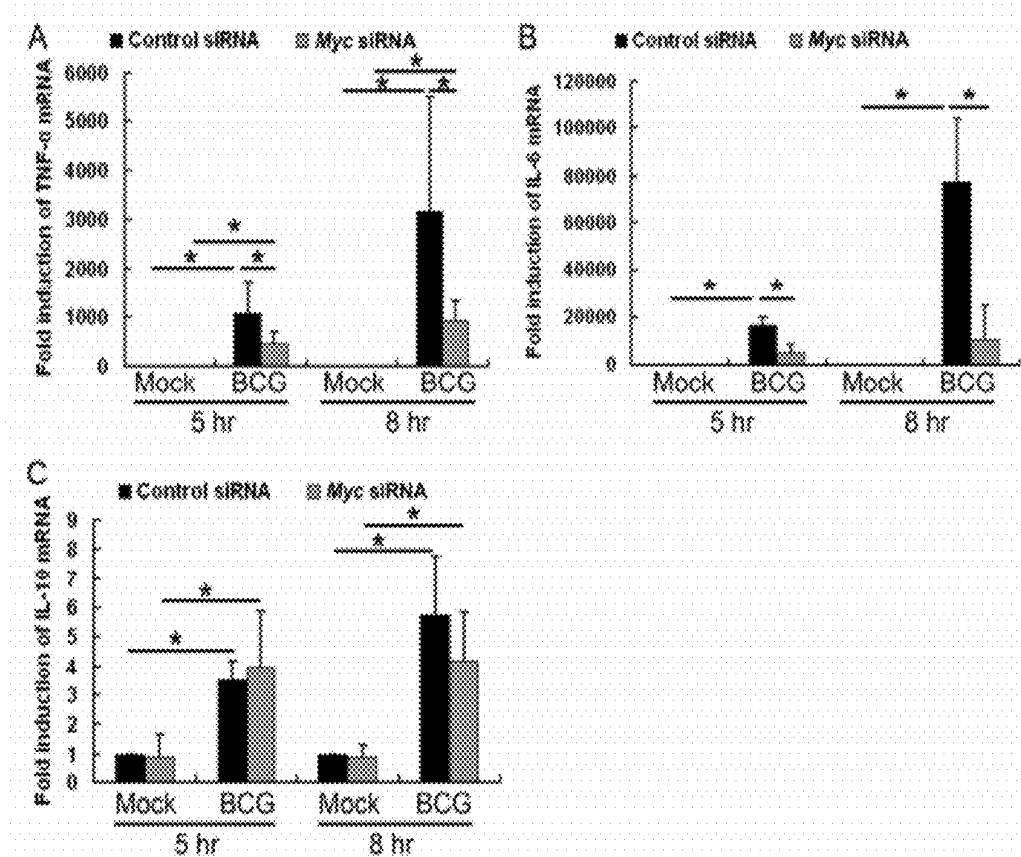 A
Control siRNA Myc siRNA
Fold induction of TNF-α mRNA
6000
5000
4000
3000
2000
1000
0
* * *
* * *
Mock BCG Mock BCG
5 hr 8 hr
B
Control siRNA Myc siRNA
Fold induction of IL-6 mRNA
120000
100000
80000
60000
40000
20000
0
* *
* *
Mock BCG Mock BCG
5 hr 8 hr
C
Control siRNA Myc siRNA
Fold induction of IL-10 mRNA
9
8
7
6
5
4
3
2
1
0
* *
* *
Mock BCG Mock BCG
5 hr 8 hr